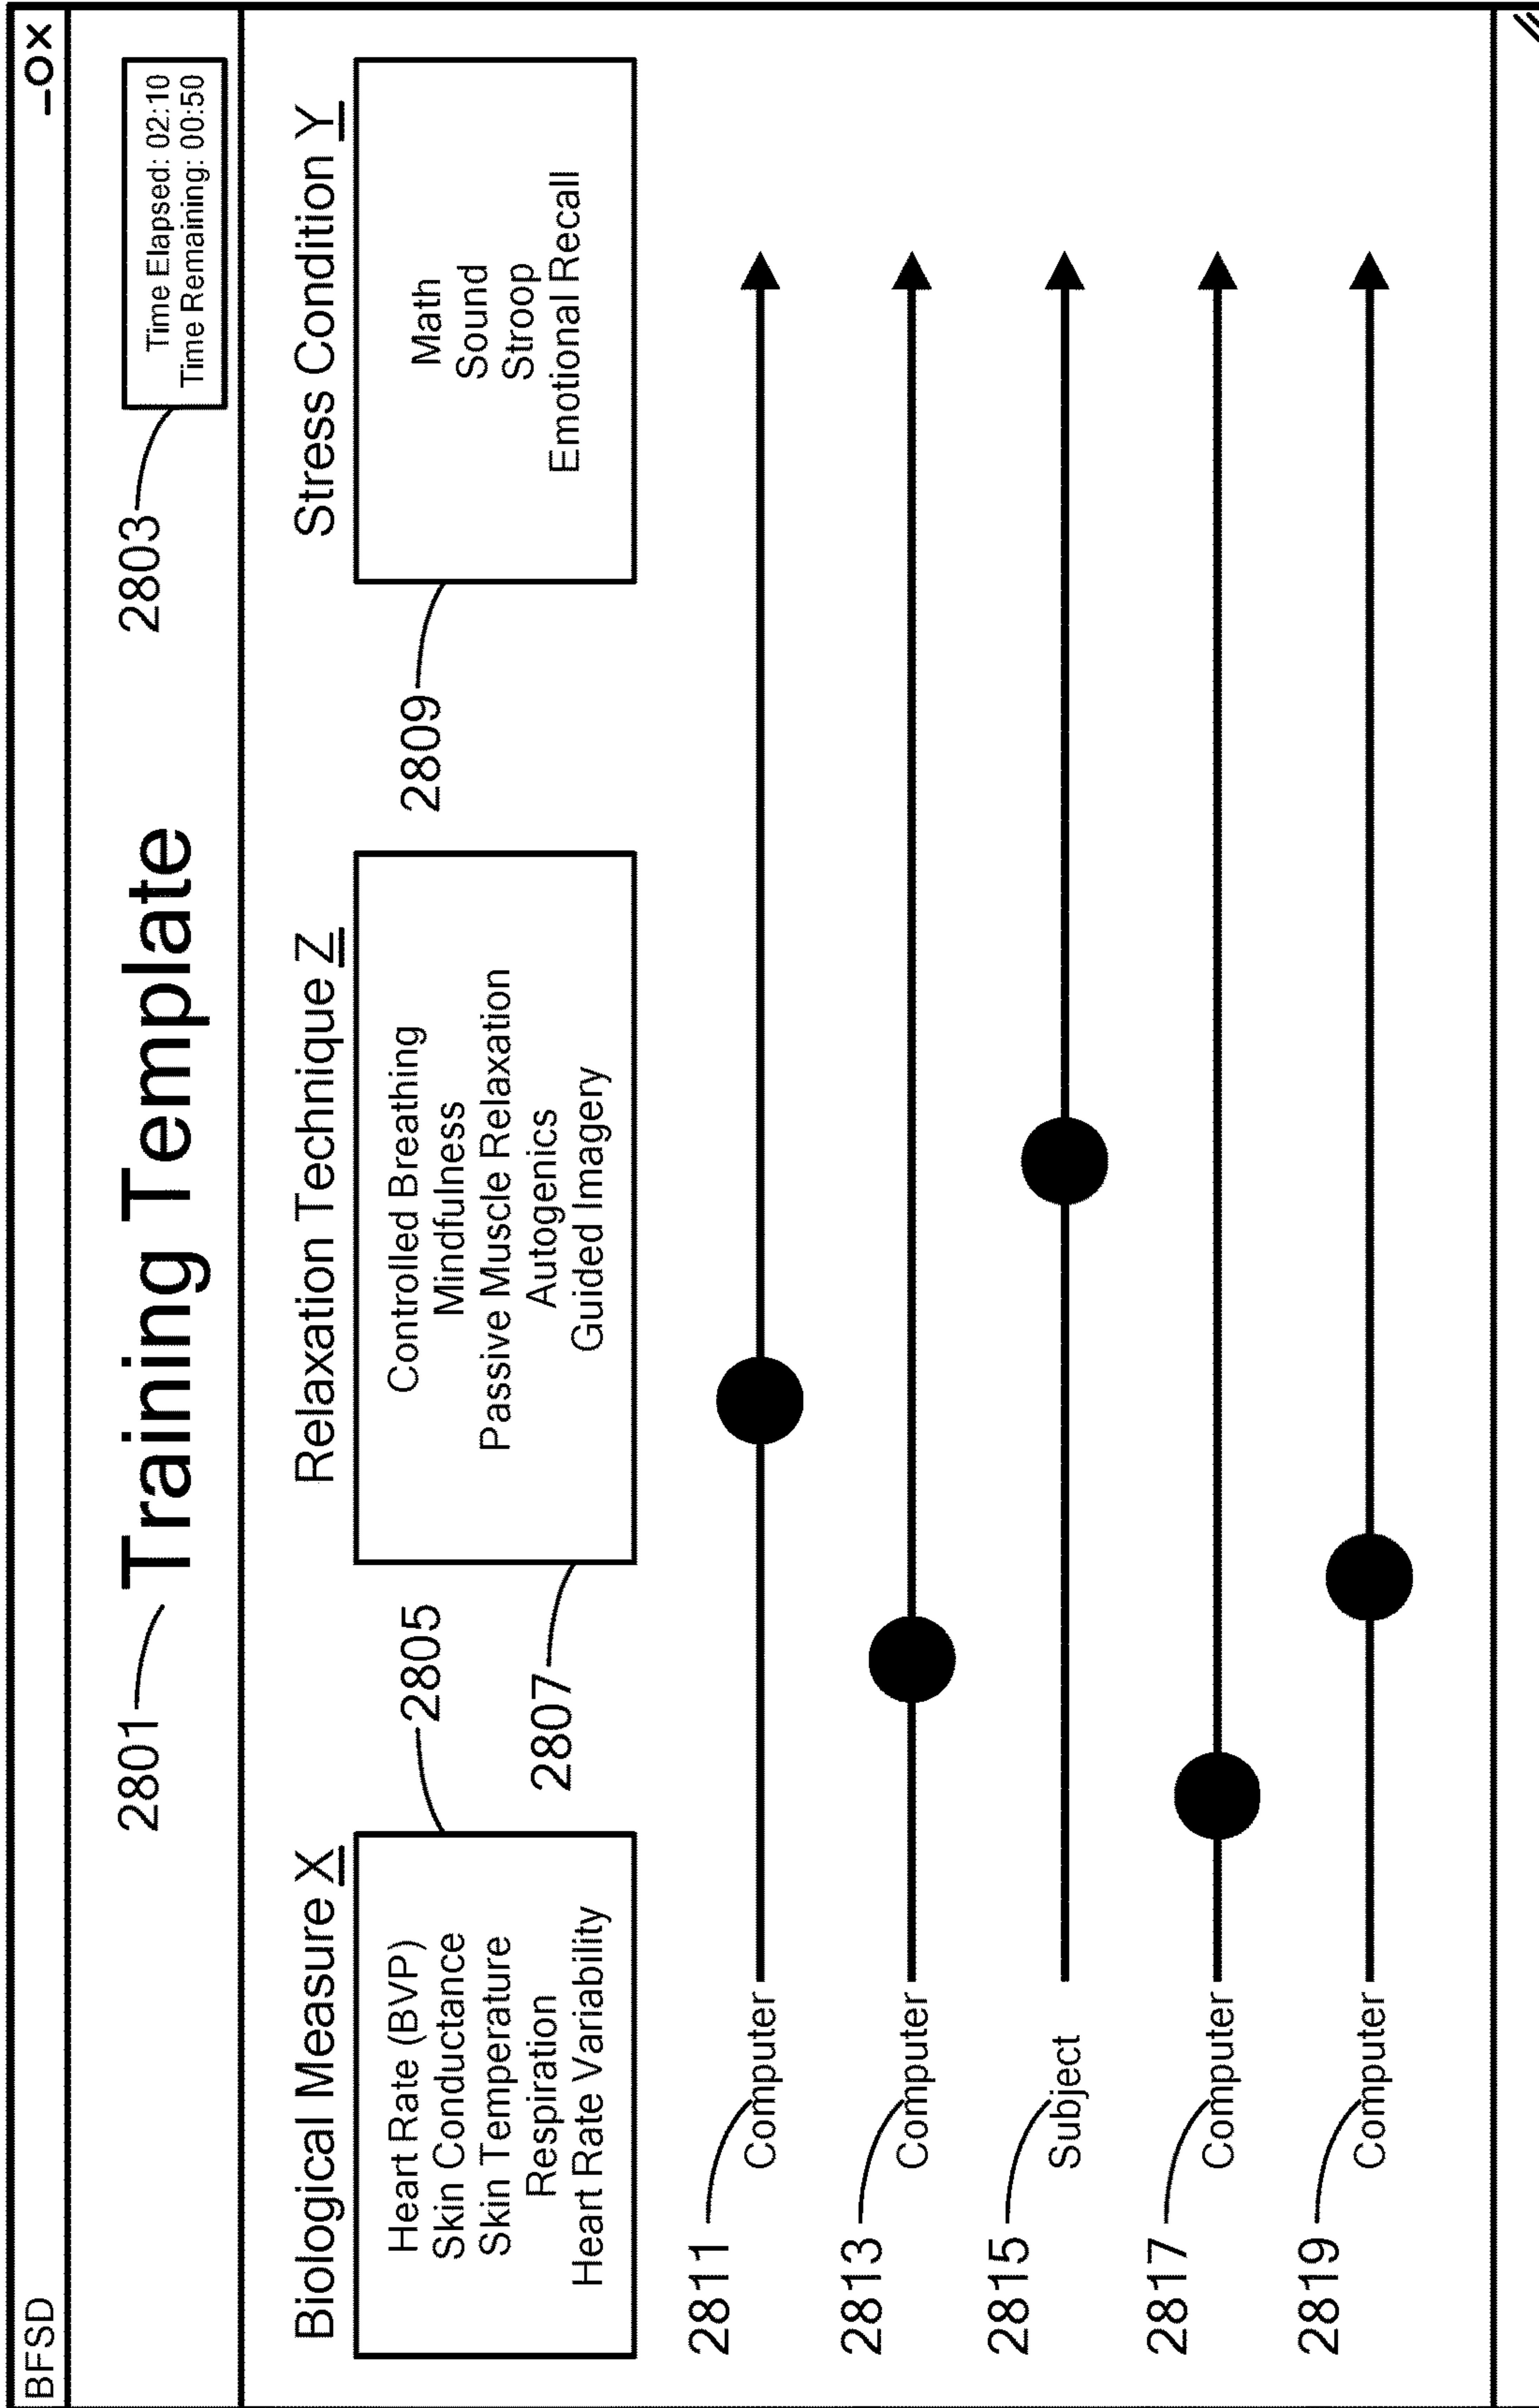 BFSD
_OX
2801
Training Template
2803
Time Elapsed: 02:10
Time Remaining: 00:50
Biological Measure X
Heart Rate (BVP)
Skin Conductance
Skin Temperature
Respiration
Heart Rate Variability
2805
Relaxation Technique Z
Controlled Breathing
Mindfulness
Passive Muscle Relaxation
Autogenics
Guided Imagery
2807
Stress Condition Y
Math
Sound
Stroop
Emotional Recall
2809
2811
Computer
2813
Computer
2815
Subject
2817
Computer
2819
Computer